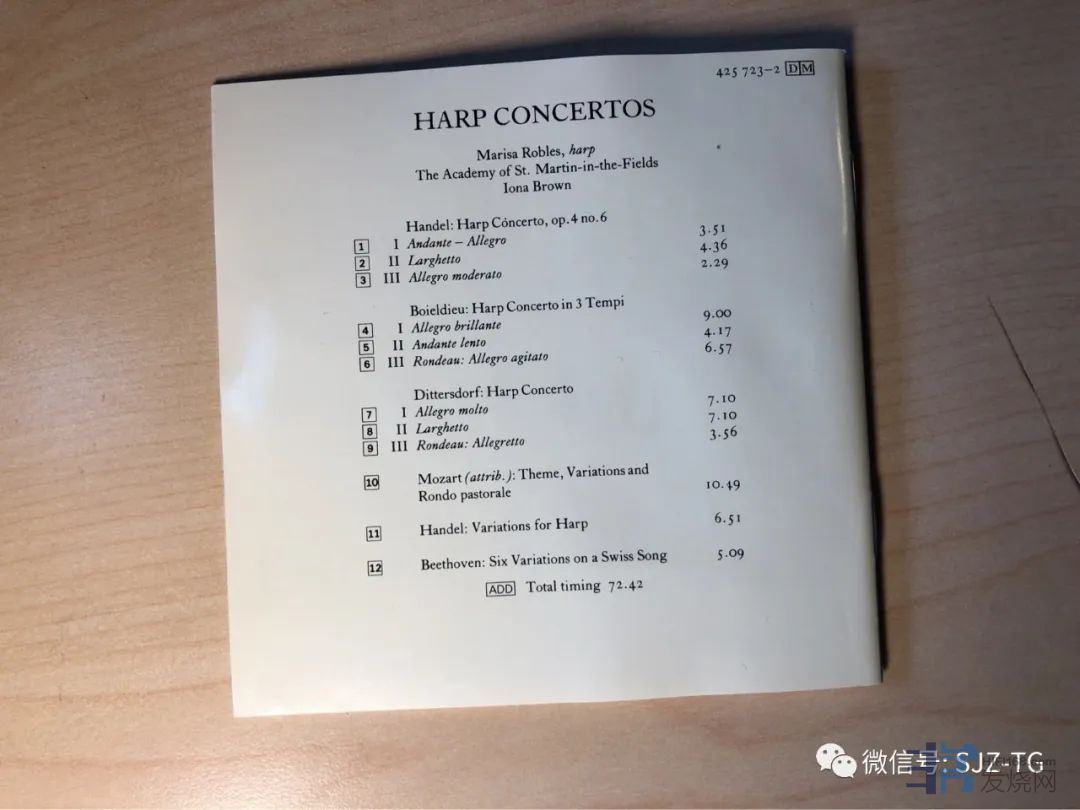 425 723–2 DM
HARP CONCERTOS
Marisa Robles, harp
The Academy of St. Martin-in-the-Fields
Iona Brown
Handel: Harp Concerto, op.4 no.6
1 I Andante – Allegro 3.51
2 II Larghetto 4.36
3 III Allegro moderato 2.29
Boieldieu: Harp Concerto in 3 Tempi
4 I Allegro brillante 9.00
5 II Andante lento 4.17
6 III Rondeau: Allegro agitato 6.57
Dittersdorf: Harp Concerto
7 I Allegro molto 7.10
8 II Larghetto 7.10
9 III Rondeau: Allegretto 3.56
10 Mozart (attrib.): Theme, Variations and
Rondo pastorale 10.49
11 Handel: Variations for Harp 6.51
12 Beethoven: Six Variations on a Swiss Song 5.09
ADD Total timing 72.42
微信号: SJZ-TG
发烧网